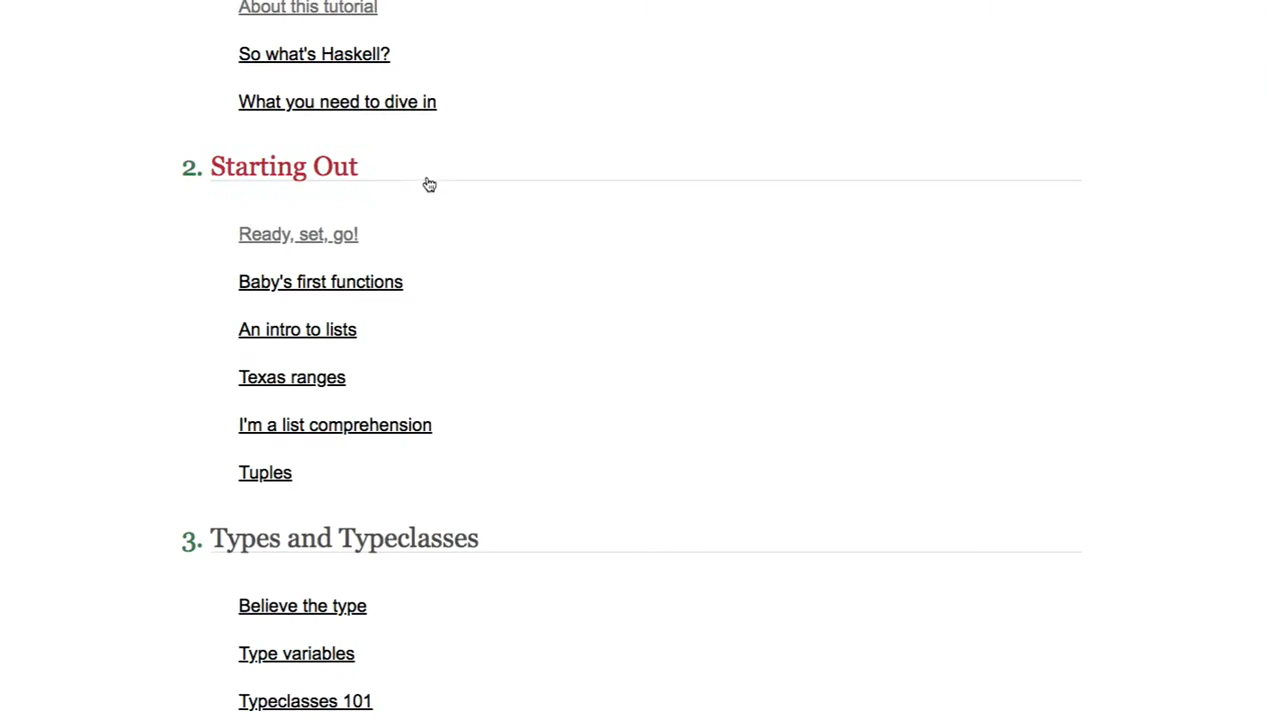 About this tutorial
So what's Haskell?
What you need to dive in
2. Starting Out
Ready, set, go!
Baby's first functions
An intro to lists
Texas ranges
I'm a list comprehension
Tuples
3. Types and Typeclasses
Believe the type
Type variables
Typeclasses 101